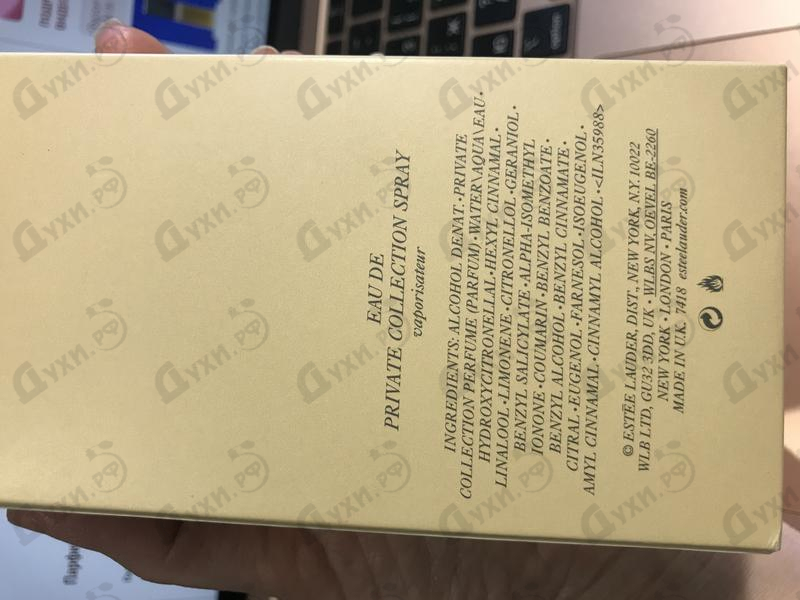 EAU DE
PRIVATE COLLECTION SPRAY
vaporisateur
INGREDIENTS: ALCOHOL DENAT. • PRIVATE
COLLECTION PERFUME (PARFUM) • WATER\AQUA\EAU •
HYDROXYCITRONELLAL • HEXYL CINNAMAL •
LINALOOL • LIMONENE • CITRONELLOL • GERANIOL •
BENZYL SALICYLATE • ALPHA-ISOMETHYL
IONONE • COUMARIN • BENZYL BENZOATE •
BENZYL ALCOHOL • BENZYL CINNAMATE •
CITRAL • EUGENOL • FARNESOL • ISOEUGENOL •
AMYL CINNAMAL • CINNAMYL ALCOHOL • <ILN35988>
© ESTĒE LAUDER, DIST., NEW YORK, N.Y. 10022
WLB LTD, GU32 3DD, UK • WLBS NV. OEVEL BE-2260
NEW YORK • LONDON • PARIS
MADE IN U.K. 7418 esteelauder.com
Духи.рф